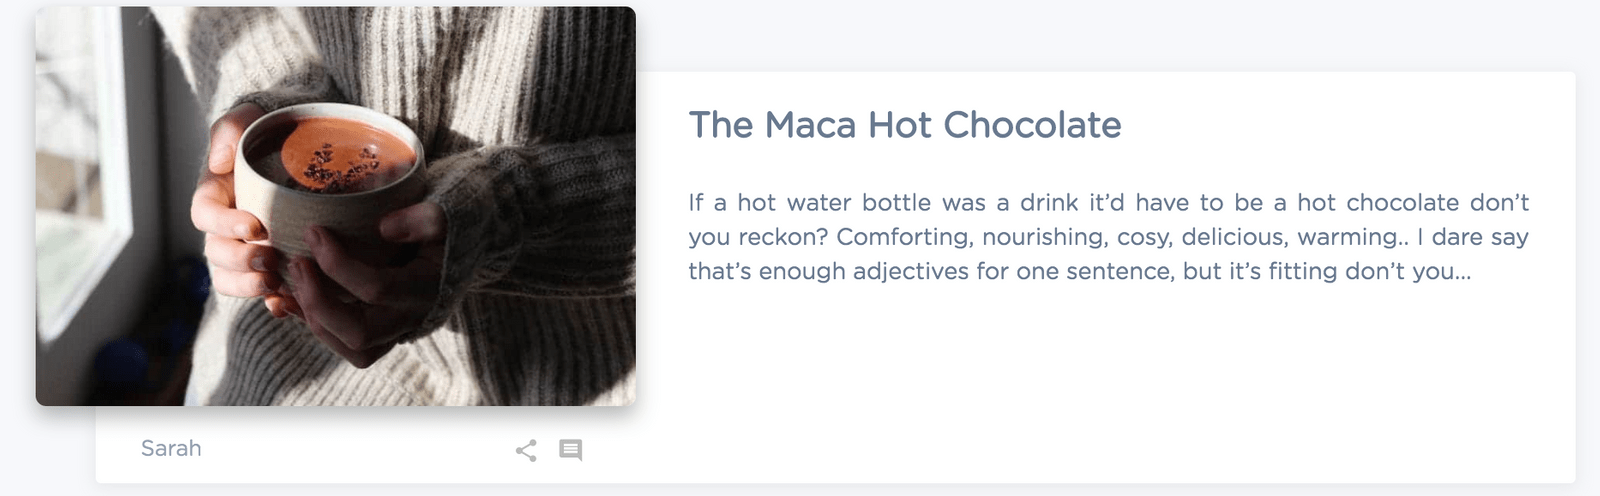 The Maca Hot Chocolate
If a hot water bottle was a drink it’d have to be a hot chocolate don’t
you reckon? Comforting, nourishing, cosy, delicious, warming.. I dare say
that’s enough adjectives for one sentence, but it’s fitting don’t you...
Sarah